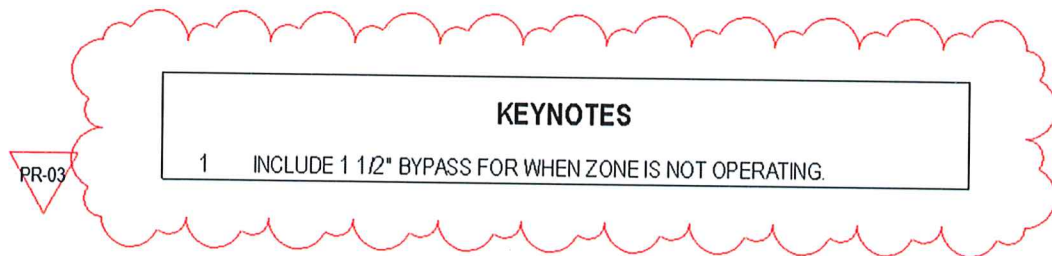 KEYNOTES
1 INCLUDE 1 1/2" BYPASS FOR WHEN ZONE IS NOT OPERATING.
PR-03